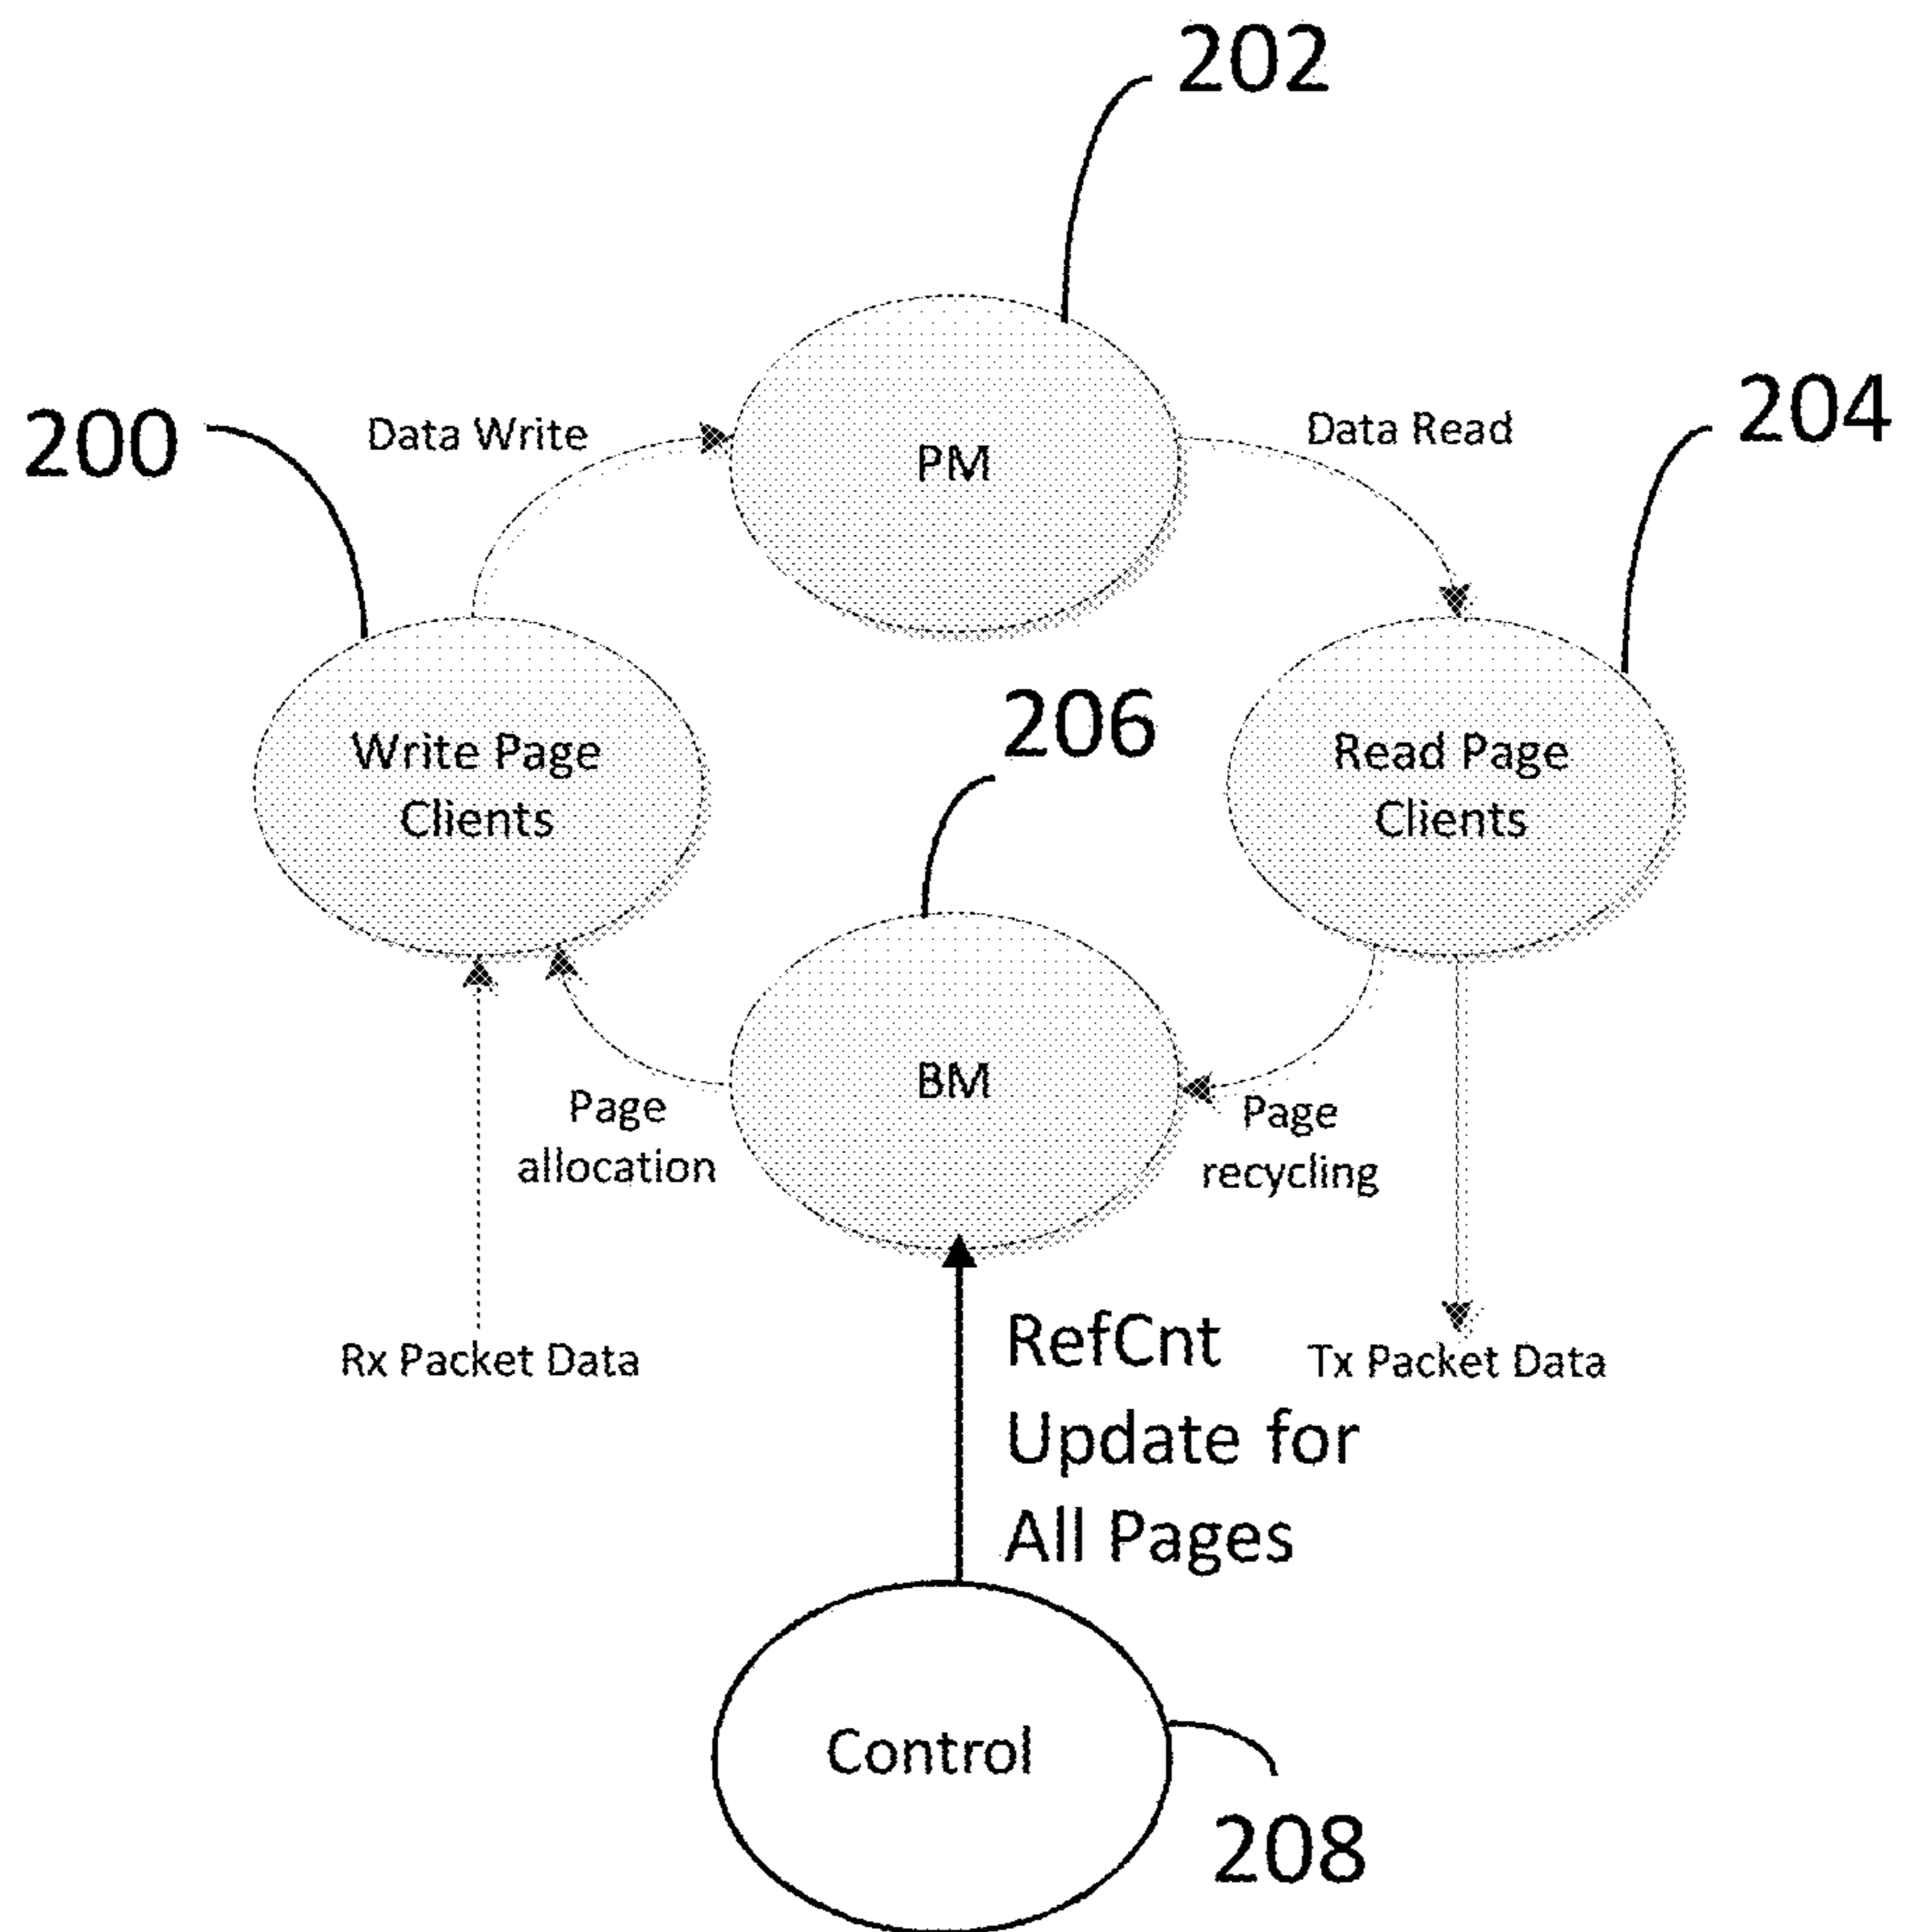 202
204
200
Data Write
Data Read
PM
206
Write Page
Clients
Read Page
Clients
BM
Page
allocation
Page
recycling
Rx Packet Data
RefCnt
Update for
All Pages
Tx Packet Data
Control
208